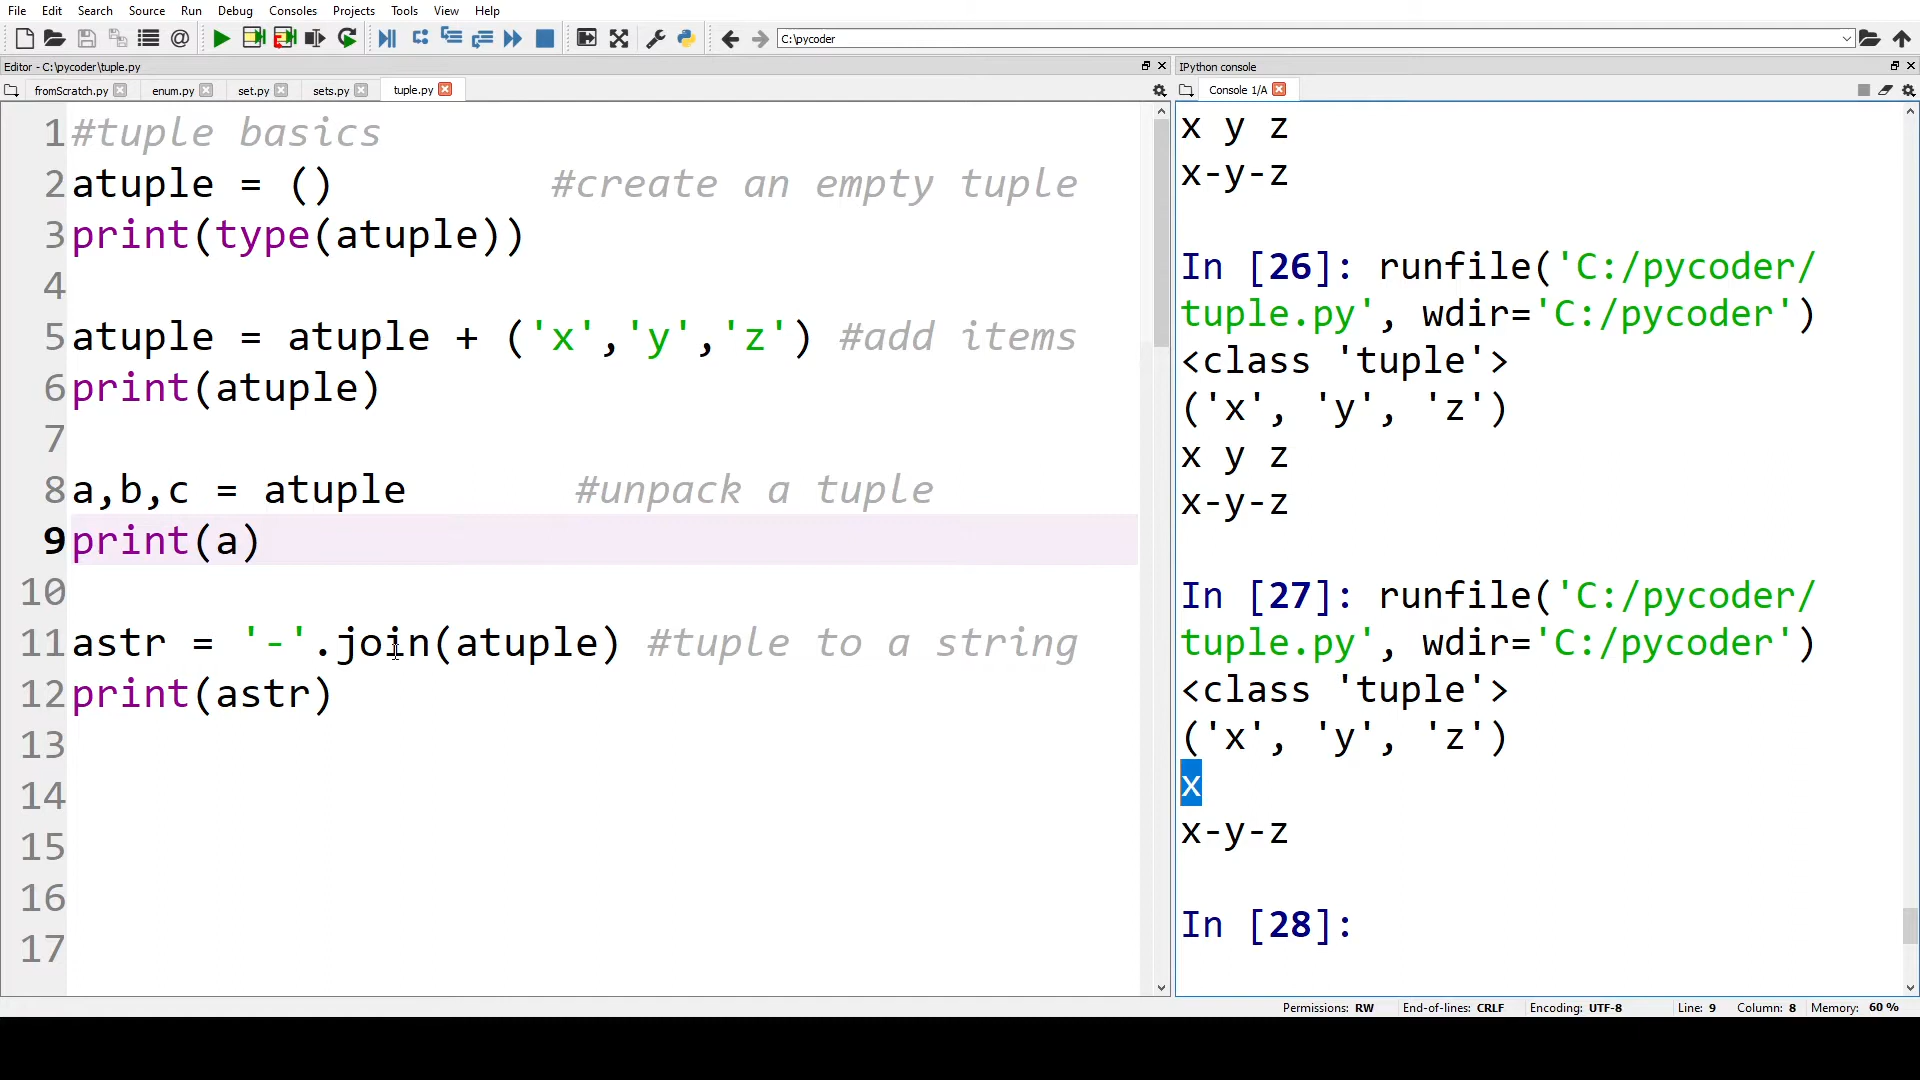 File Edit Search Source Run Debug Consoles Projects Tools View Help
C:\pycoder
Editor - C:\pycoder\tuple.py
IPython console
fromScratch.py enum.py set.py sets.py tuple.py
Console 1/A
1 #tuple basics
2 atuple = () #create an empty tuple
3 print(type(atuple))
4
5 atuple = atuple + ('x','y','z') #add items
6 print(atuple)
7
8 a,b,c = atuple #unpack a tuple
9 print(a)
10
11 astr = '-'.join(atuple) #tuple to a string
12 print(astr)
13
14
15
16
17
x y z
x-y-z
In [26]: runfile('C:/pycoder/
tuple.py', wdir='C:/pycoder')
<class 'tuple'>
('x', 'y', 'z')
x y z
x-y-z
In [27]: runfile('C:/pycoder/
tuple.py', wdir='C:/pycoder')
<class 'tuple'>
('x', 'y', 'z')
x
x-y-z
In [28]:
Permissions: RW End-of-lines: CRLF Encoding: UTF-8 Line: 9 Column: 8 Memory: 60 %